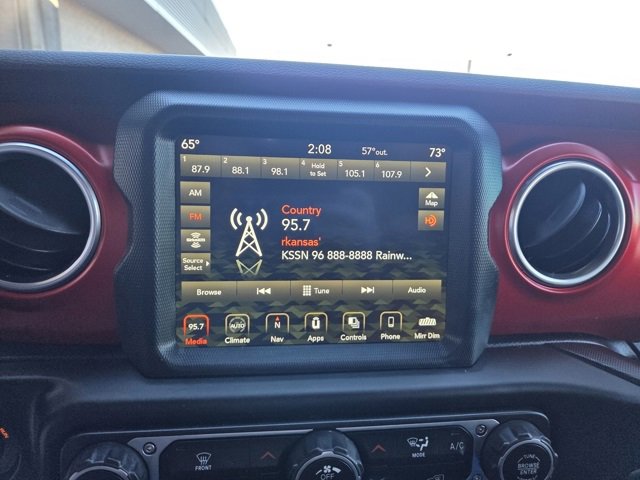 65° 2:08 57°out. 73°
1 2 3 4 5 6
87.9 88.1 98.1 Hold to Set 105.1 107.9
AM
FM
SiriusXM
Source Select
Map
Country
95.7
rkansas'
KSSN 96 888-8888 Rainw...
Browse Tune Audio
95.7 AUTO N
Media Climate Nav Apps Controls Phone Mirr Dim
FRONT OFF MODE A/C
TUNE
BROWSE
ENTER